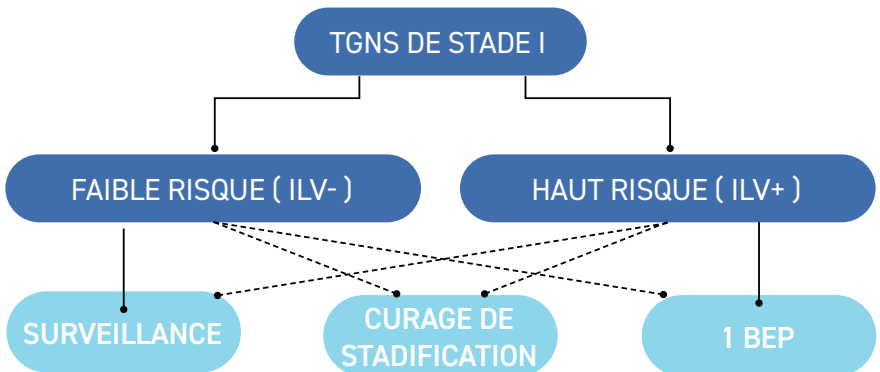 TGNS DE STADE I
FAIBLE RISQUE ( ILV- )
HAUT RISQUE ( ILV+ )
SURVEILLANCE
CURAGE DE
STADIFICATION
1 BEP